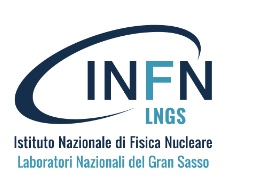 INFN
LNGS
Istituto Nazionale di Fisica Nucleare
Laboratori Nazionali del Gran Sasso